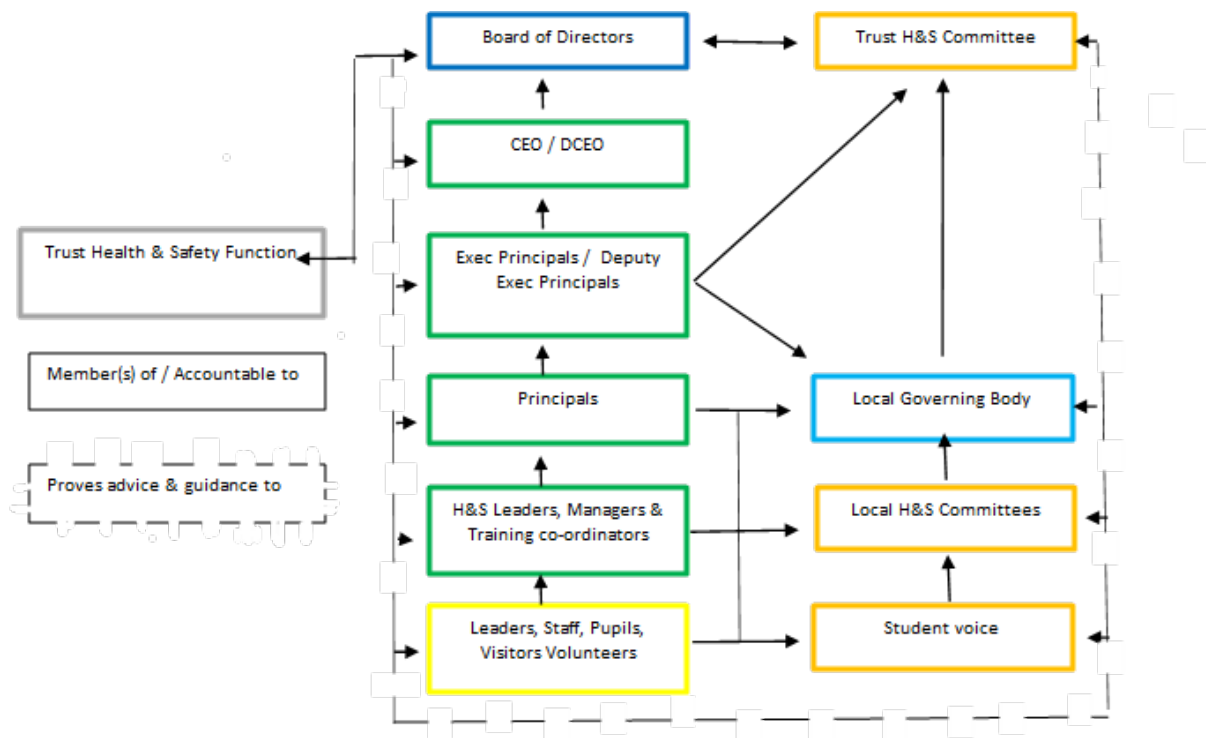 Board of Directors
Trust H&S Committee
CEO / DCEO
Trust Health & Safety Function
Exec Principals / Deputy
Exec Principals
Member(s) of / Accountable to
Principals
Local Governing Body
Proves advice & guidance to
H&S Leaders, Managers &
Training co-ordinators
Local H&S Committees
Leaders, Staff, Pupils,
Visitors Volunteers
Student voice